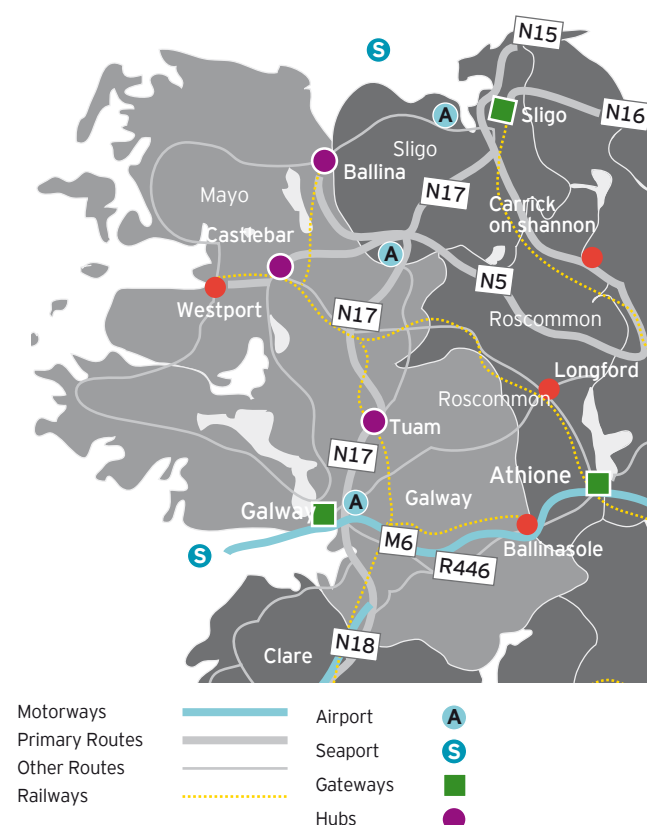 N15
S
A
Sligo
N16
Sligo
Ballina
Mayo
N17
Carrick
on shannon
Castlebar
A
N5
Westport
N17
Roscommon
Longford
Roscommon
Tuam
N17
Athione
Galway
A
Galway
M6
Ballinasole
S
R446
N18
Clare
Motorways
Primary Routes
Other Routes
Railways
Airport A
Seaport S
Gateways
Hubs